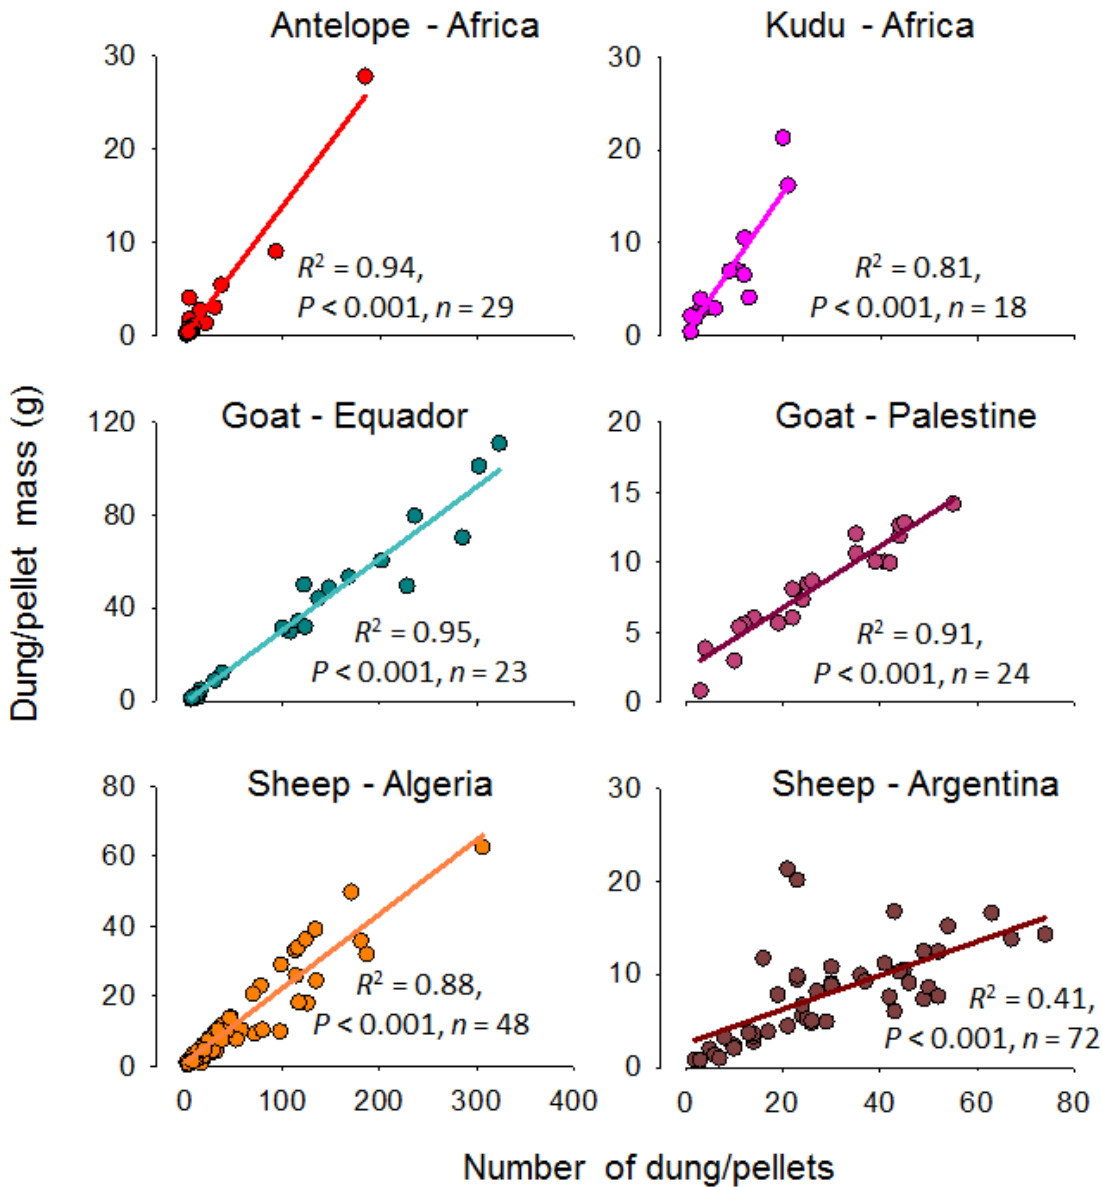 Antelope - Africa
30
20
10
0
R² = 0.94,
P < 0.001, n = 29
Kudu - Africa
30
20
10
0
R² = 0.81,
P < 0.001, n = 18
Dung/pellet mass (g)
Goat - Equador
120
80
40
0
R² = 0.95,
P < 0.001, n = 23
0 100 200 300 400
Goat - Palestine
20
15
10
5
0
R² = 0.91,
P < 0.001, n = 24
Sheep - Algeria
80
60
40
20
0
R² = 0.88,
P < 0.001, n = 48
Sheep - Argentina
30
20
10
0
R² = 0.41,
P < 0.001, n = 72
0 20 40 60 80
Number of dung/pellets